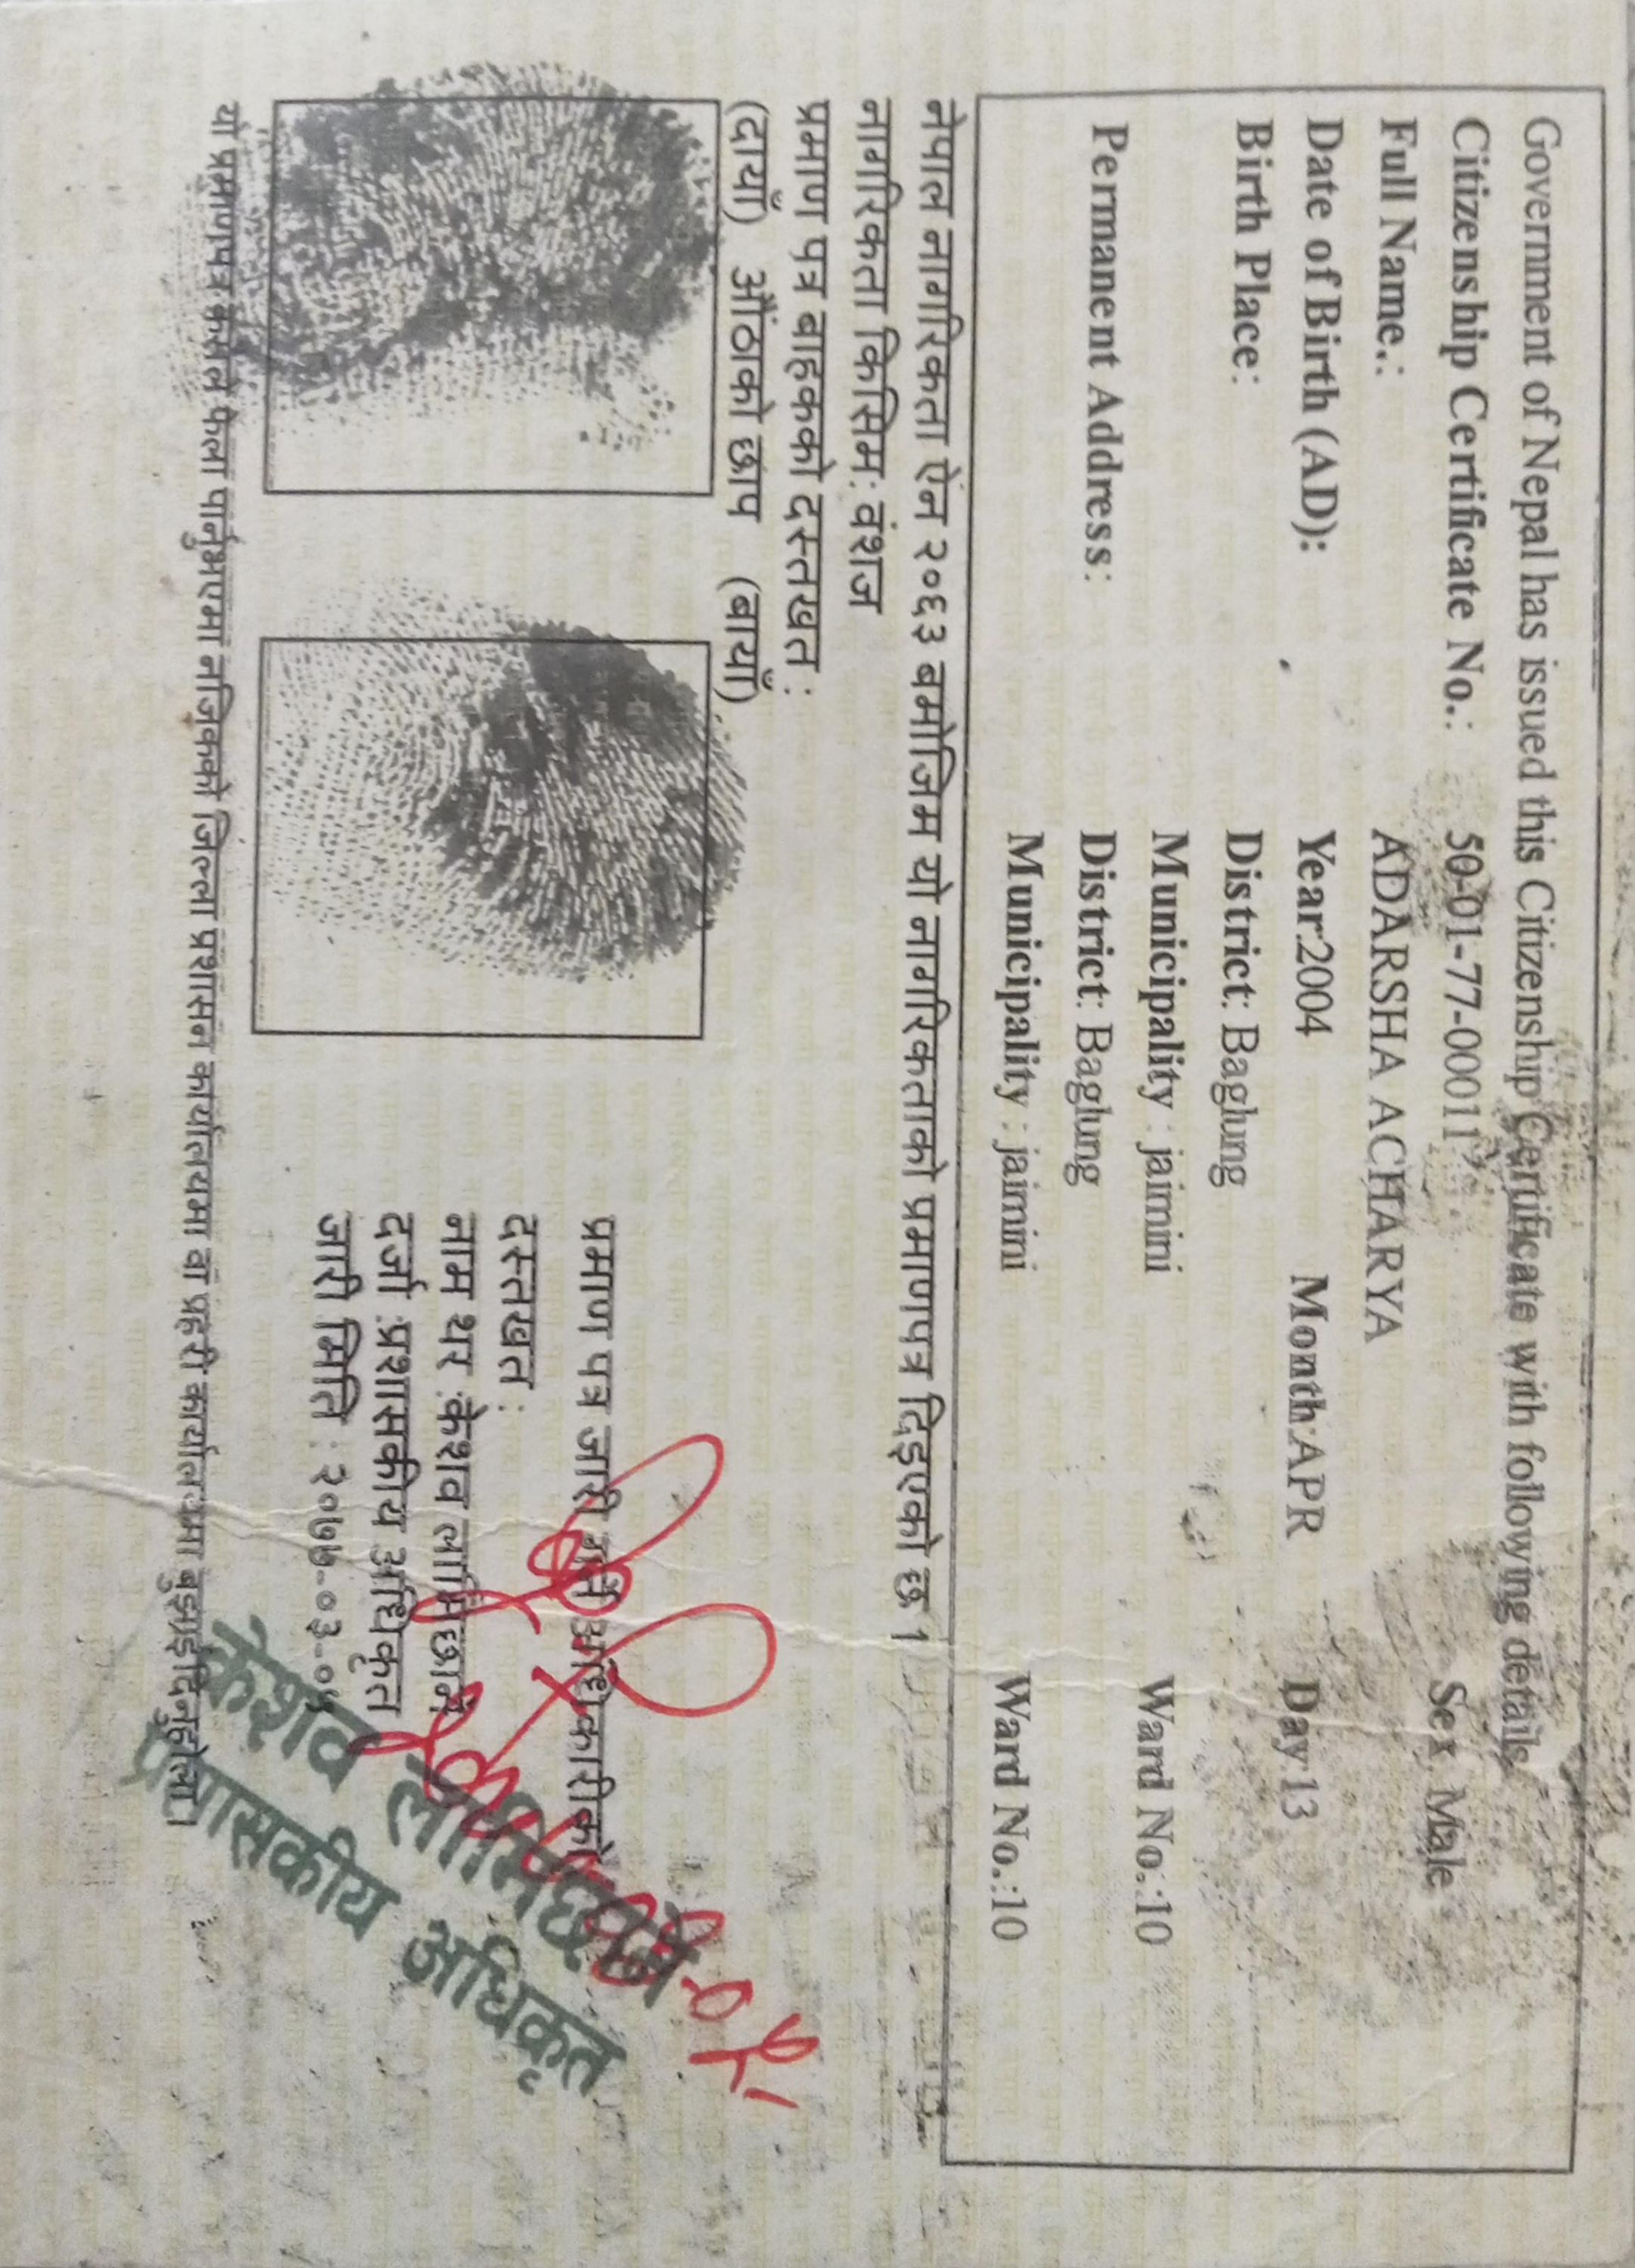 Government of Nepal has issued this Citizenship Certificate with following details
Citizenship Certificate No.: 50-01-77-00011 Sex Male
Full Name.: ADARSHA ACHARYA
Date of Birth (AD): Year:2004 Month:APR Day:13
Birth Place: District: Baglung
Municipality : jaimini Ward No.:10
Permanent Address: District: Baglung
Municipality : jaimini Ward No.:10
नेपाल नागरिकता ऐन २०६३ बमोजिम यो नागरिकताको प्रमाणपत्र दिइएको छ ।
नागरिकता किसिम: वंशज
प्रमाण पत्र बाहकको दस्तखत :
(दायाँ) औंठाको छाप (बायाँ)
प्रमाण पत्र जारी गर्ने अधिकारीको
दस्तखत :
नाम थर :केशव लामिछाने
दर्जा :प्रशासकीय अधिकृत
जारी मिति : २०७७-०३-०५
यो प्रमाणपत्र कसैले फेला पार्नुभएमा नजिकको जिल्ला प्रशासन कार्यालयमा वा प्रहरी कार्यालयमा बुझाईदिनुहोला।
केशव लामिछाने
प्रशासकीय अधिकृत